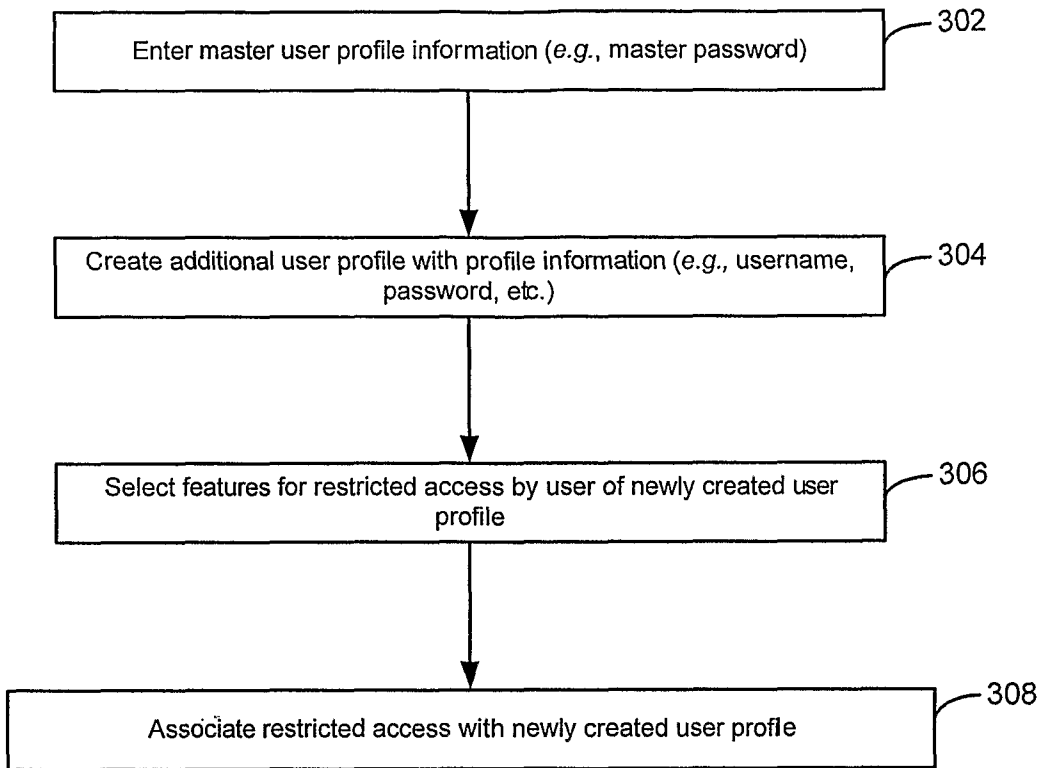 302
Enter master user profile information (e.g., master password)
304
Create additional user profile with profile information (e.g., username,
password, etc.)
306
Select features for restricted access by user of newly created user
profile
308
Associate restricted access with newly created user profile